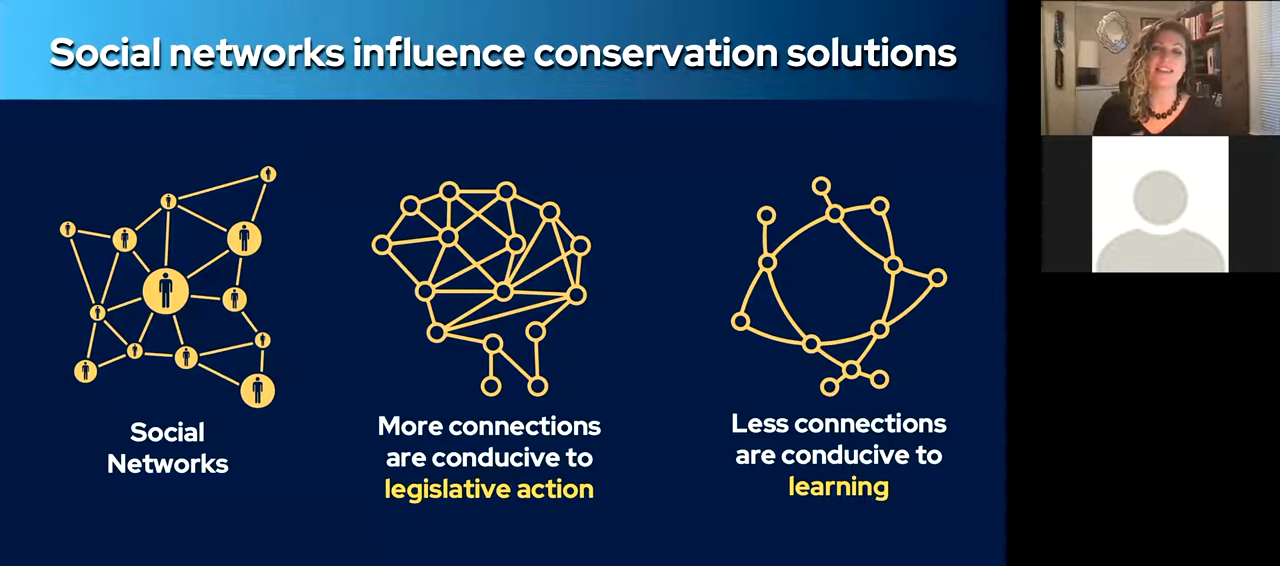 Social networks influence conservation solutions
Social
Networks
More connections
are conducive to
legislative action
Less connections
are conducive to
learning